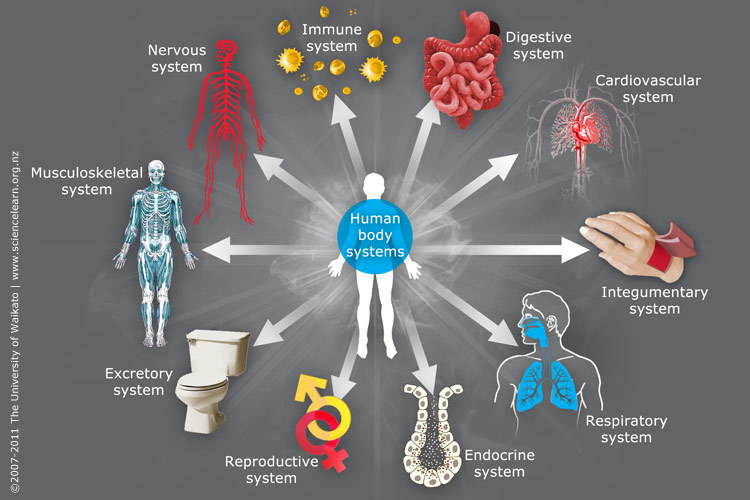 Immune
system
Digestive
system
Nervous
system
Cardiovascular
system
Musculoskeletal
system
Human
body
systems
Integumentary
system
Excretory
system
Respiratory
system
Reproductive
system
Endocrine
system
©2007-2011 The University of Waikato | www.sciencelearn.org.nz